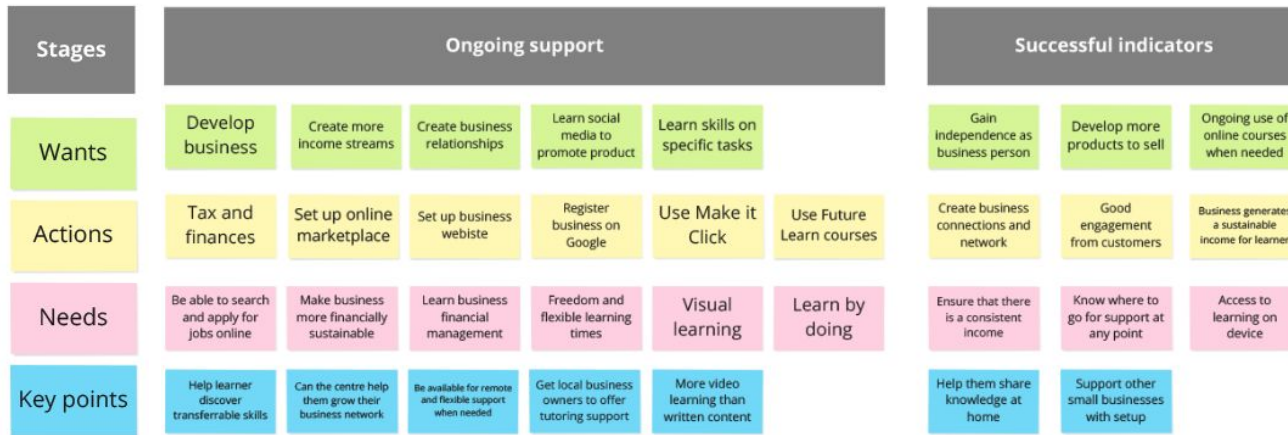 Stages
Ongoing support
Successful indicators
Wants
Develop
business
Create more
income streams
Create business
relationships
Learn social
media to
promote product
Learn skills on
specific tasks
Gain
independence as
business person
Develop more
products to sell
Ongoing use of
online courses
when needed
Actions
Tax and
finances
Set up online
marketplace
Set up business
webiste
Register
business on
Google
Use Make it
Click
Use Future
Learn courses
Create business
connections and
network
Good
engagement
from customers
Business generates
a sustainable
income for learner
Needs
Be able to search
and apply for
jobs online
Make business
more financially
sustainable
Learn business
financial
management
Freedom and
flexible learning
times
Visual
learning
Learn by
doing
Ensure that there
is a consistent
income
Know where to
go for support at
any point
Access to
learning on
device
Key points
Help learner
discover
transferrable skills
Can the centre help
them grow their
business network
Be available for remote
and flexible support
when needed
Get local business
owners to offer
tutoring support
More video
learning than
written content
Help them share
knowledge at
home
Support other
small businesses
with setup